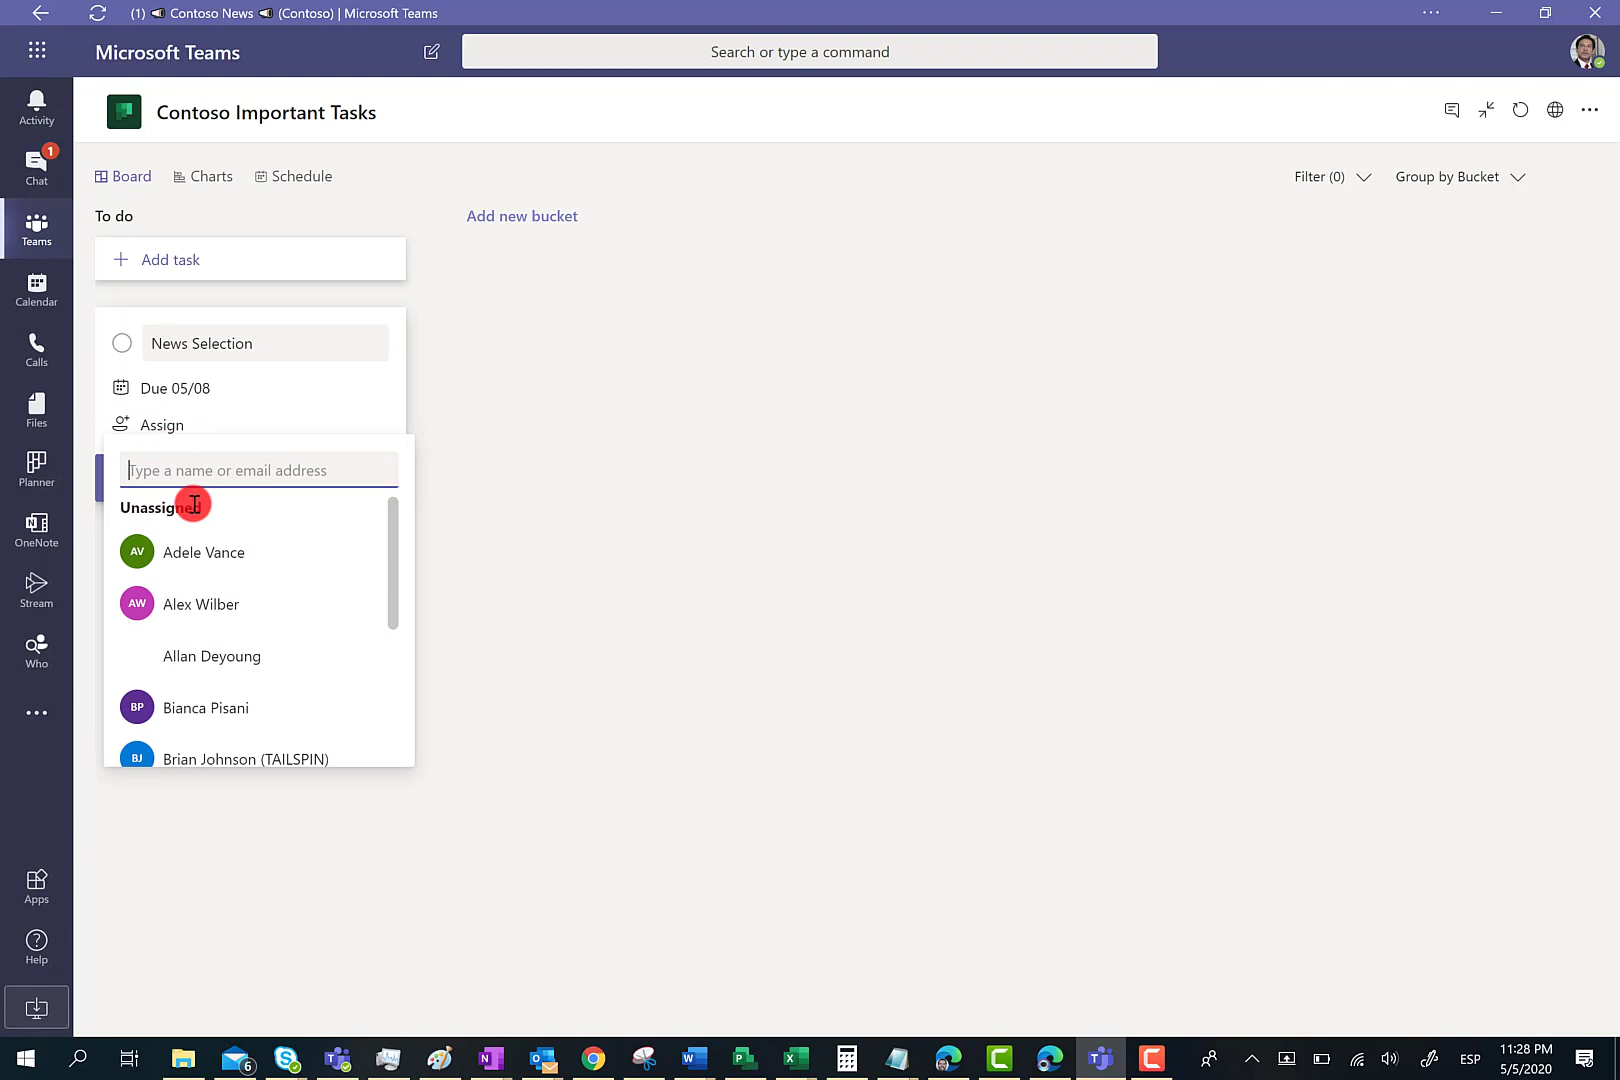 (1) Contoso News (Contoso) | Microsoft Teams
Microsoft Teams
Search or type a command
Activity
Chat
1
Teams
Calendar
Calls
Files
Planner
OneNote
Stream
Who
Apps
Help
Contoso Important Tasks
Board
Charts
Schedule
Filter (0)
Group by Bucket
To do
Add new bucket
Add task
News Selection
Due 05/08
Assign
Type a name or email address
Unassigned
AV Adele Vance
AW Alex Wilber
Allan Deyoung
BP Bianca Pisani
BJ Brian Johnson (TAILSPIN)
6
ESP
11:28 PM
5/5/2020